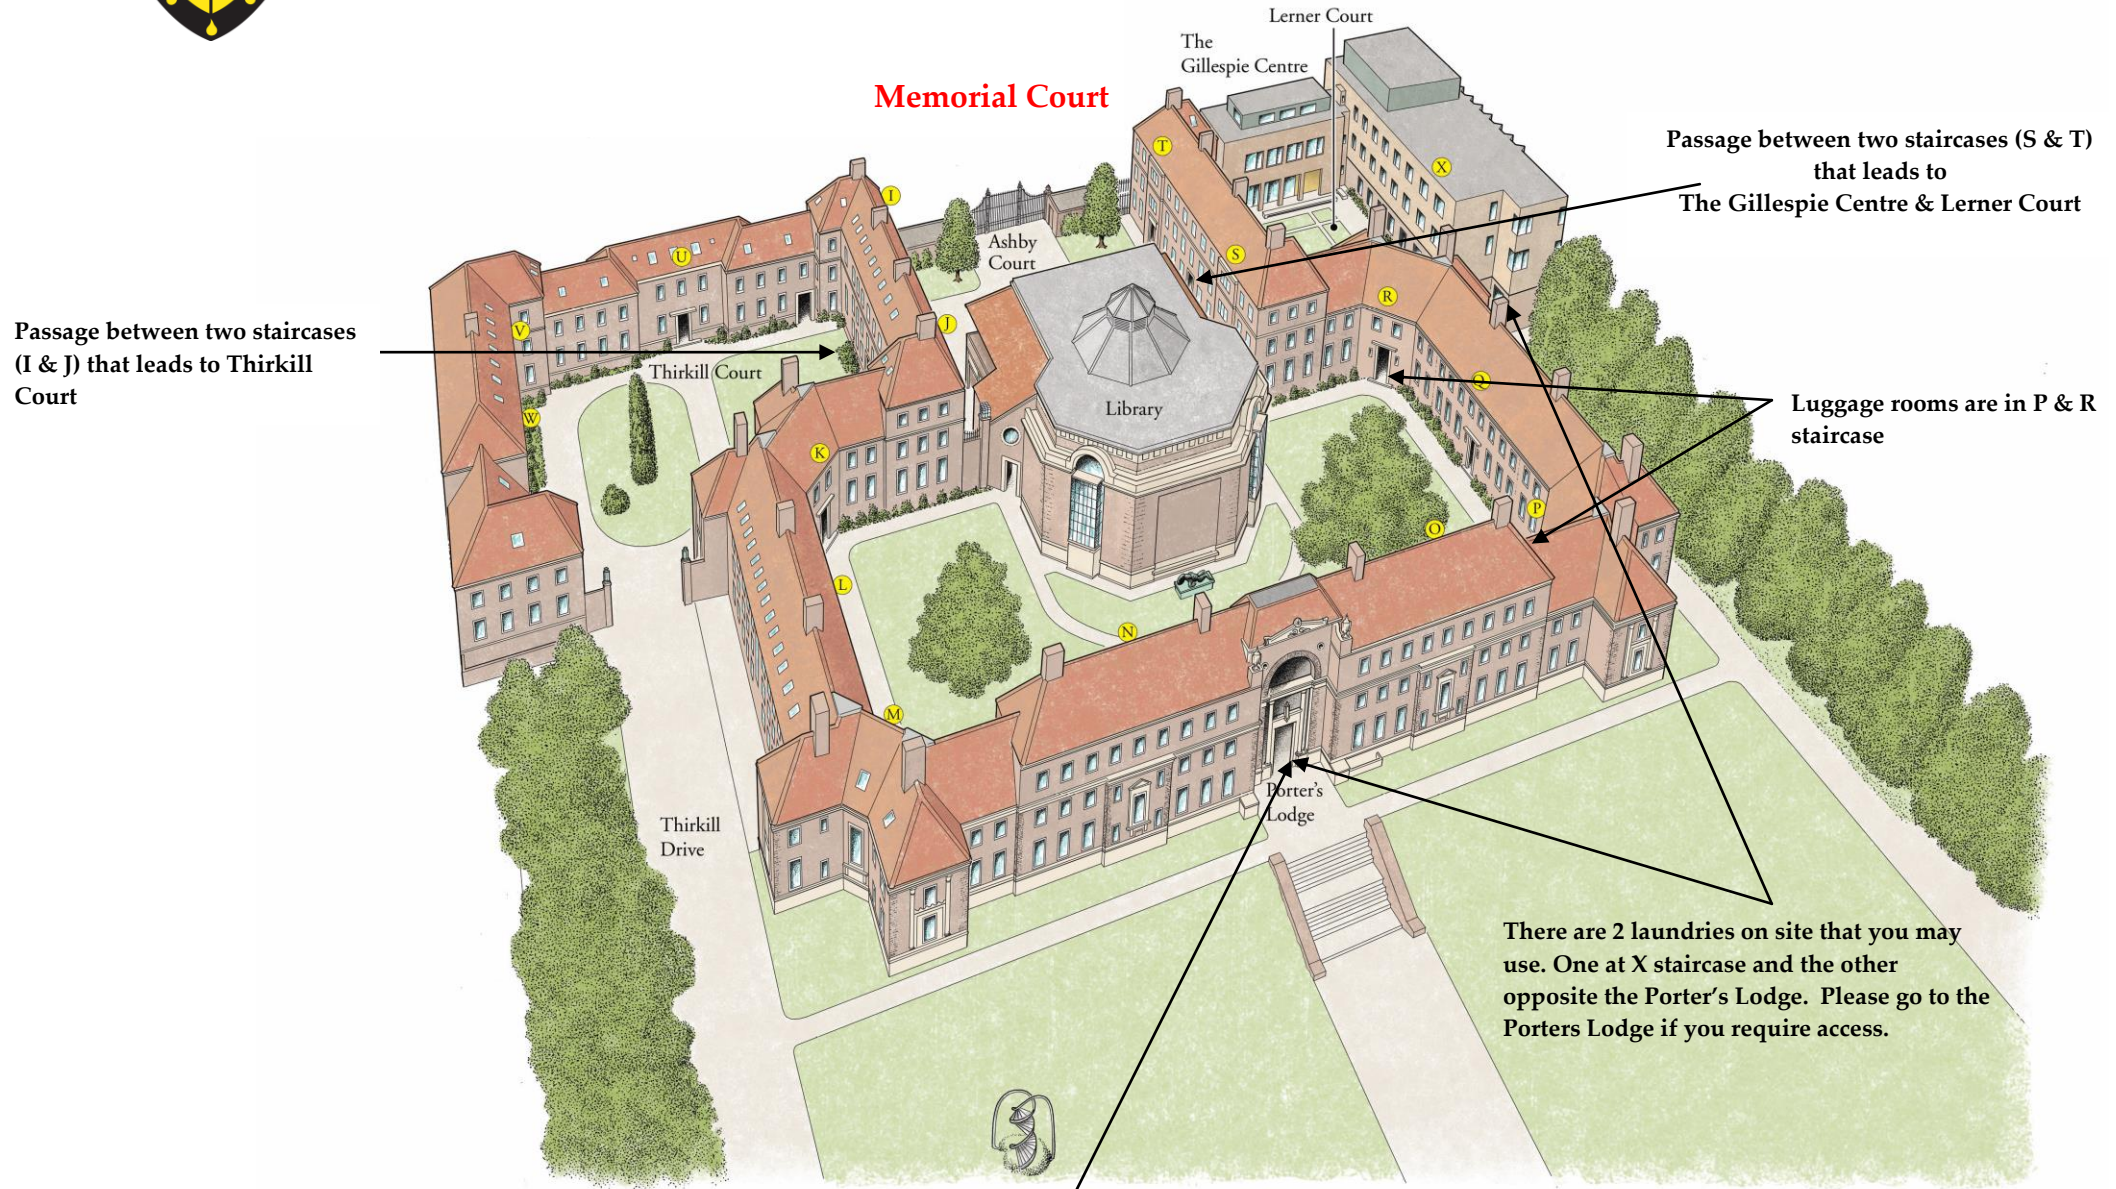 Lerner Court
The
Gillespie Centre
Memorial Court
Passage between two staircases (S & T)
that leads to
The Gillespie Centre & Lerner Court
T
X
I
Ashby
Court
S
U
R
V
J
Passage between two staircases
(I & J) that leads to Thirkill
Court
Thirkill Court
Q
Library
Luggage rooms are in P & R
staircase
W
K
P
O
L
N
M
Porter's
Lodge
Thirkill
Drive
There are 2 laundries on site that you may
use. One at X staircase and the other
opposite the Porter's Lodge.  Please go to the
Porters Lodge if you require access.